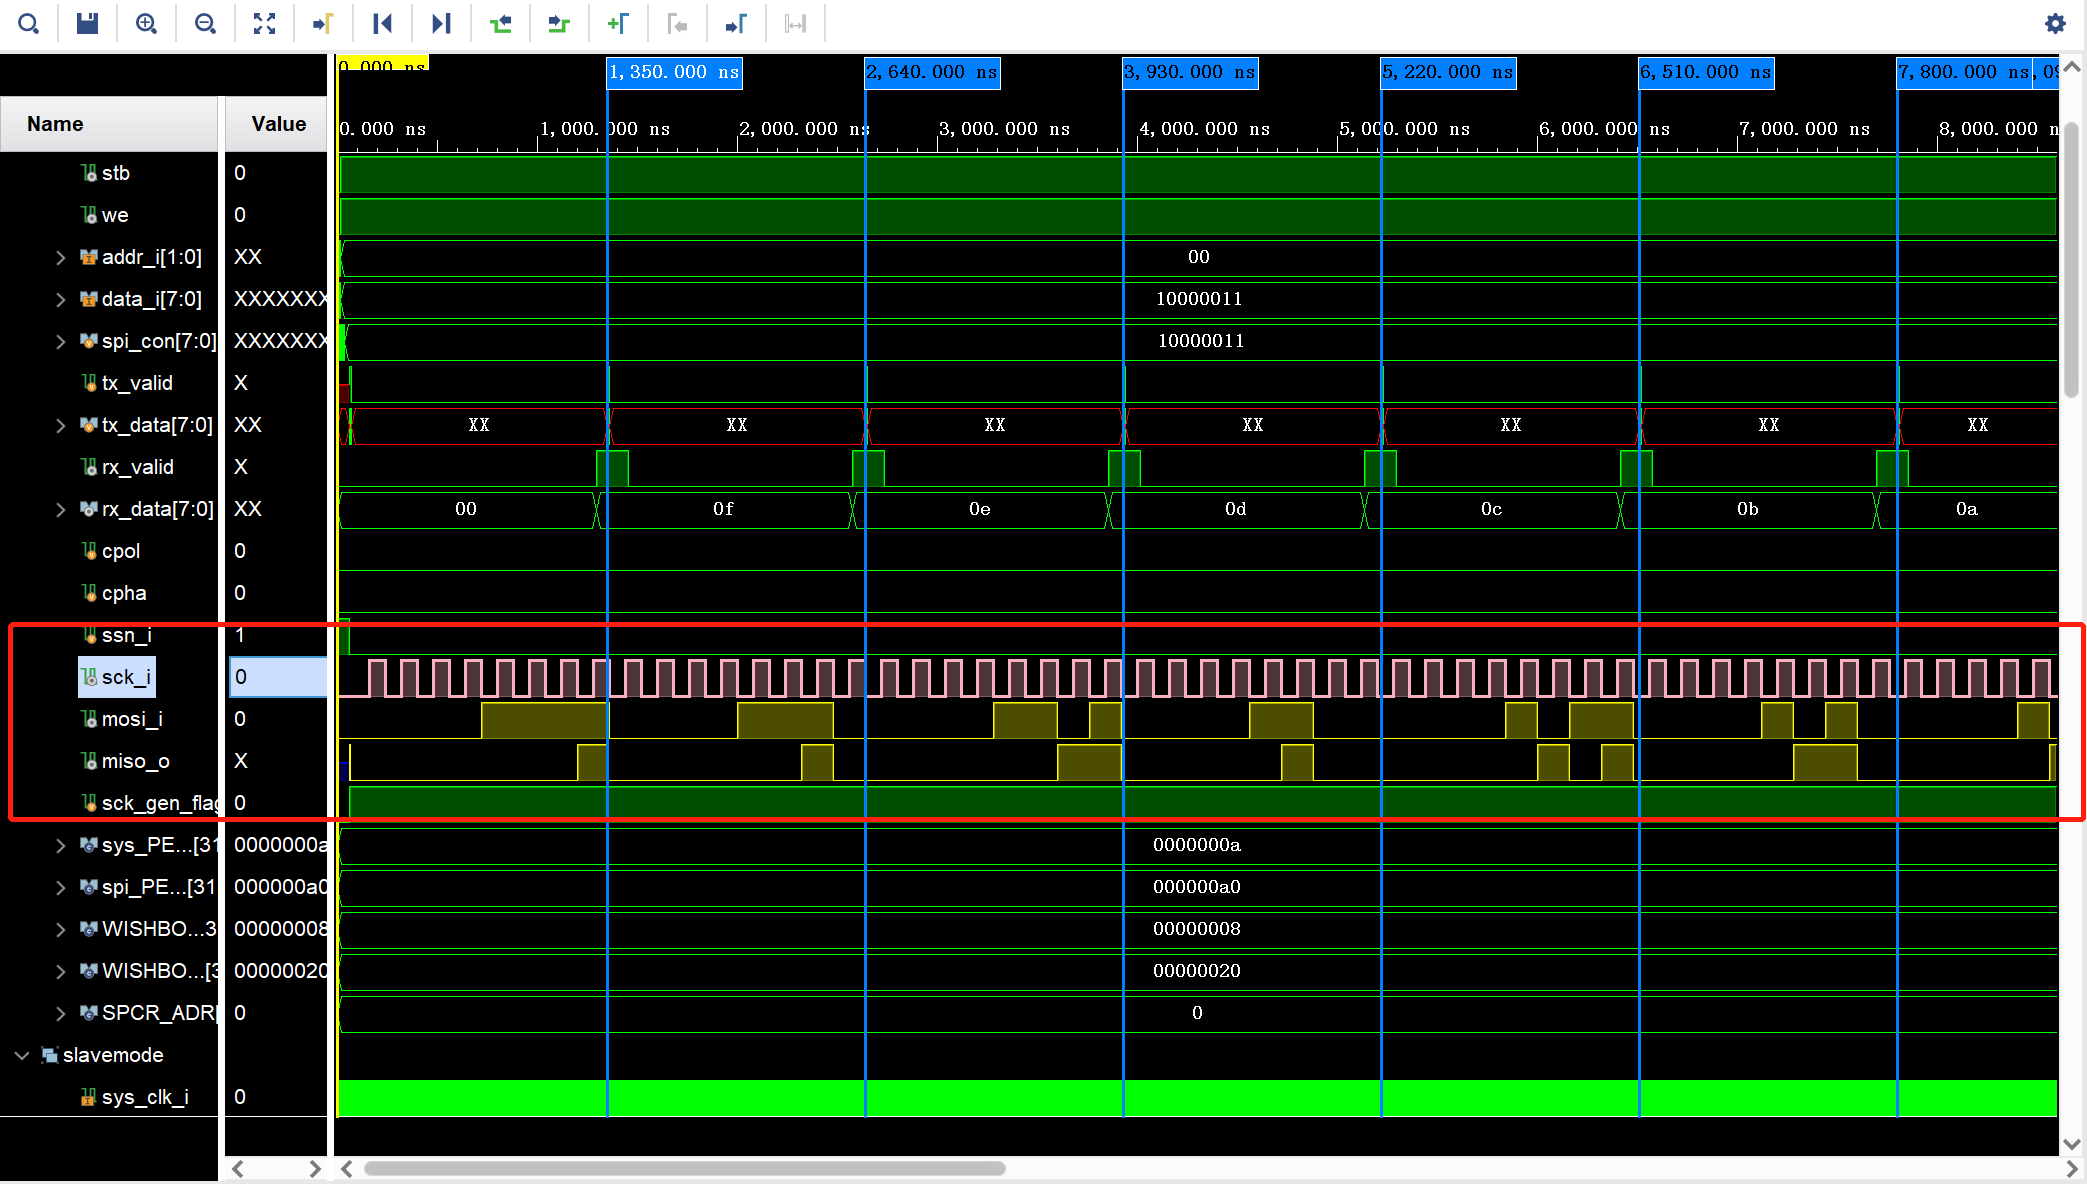 0.000 ns 1,350.000 ns 2,640.000 ns 3,930.000 ns 5,220.000 ns 6,510.000 ns 7,800.000 ns
Name Value 0.000 ns 1,000.000 ns 2,000.000 ns 3,000.000 ns 4,000.000 ns 5,000.000 ns 6,000.000 ns 7,000.000 ns 8,000.000 n
stb 0
we 0
addr_i[1:0] XX 00
data_i[7:0] XXXXXXX 10000011
spi_con[7:0] XXXXXXX 10000011
tx_valid X
tx_data[7:0] XX XX XX XX XX XX XX XX
rx_valid X
rx_data[7:0] XX 00 0f 0e 0d 0c 0b 0a
cpol 0
cpha 0
ssn_i 1
sck_i 0
mosi_i 0
miso_o X
sck_gen_flag 0
sys_PE...[31 0000000a 0000000a
spi_PE...[31 000000a0 000000a0
WISHBO...3 00000008 00000008
WISHBO...[3 00000020 00000020
SPCR_ADR[ 0 0
slavemode
sys_clk_i 0